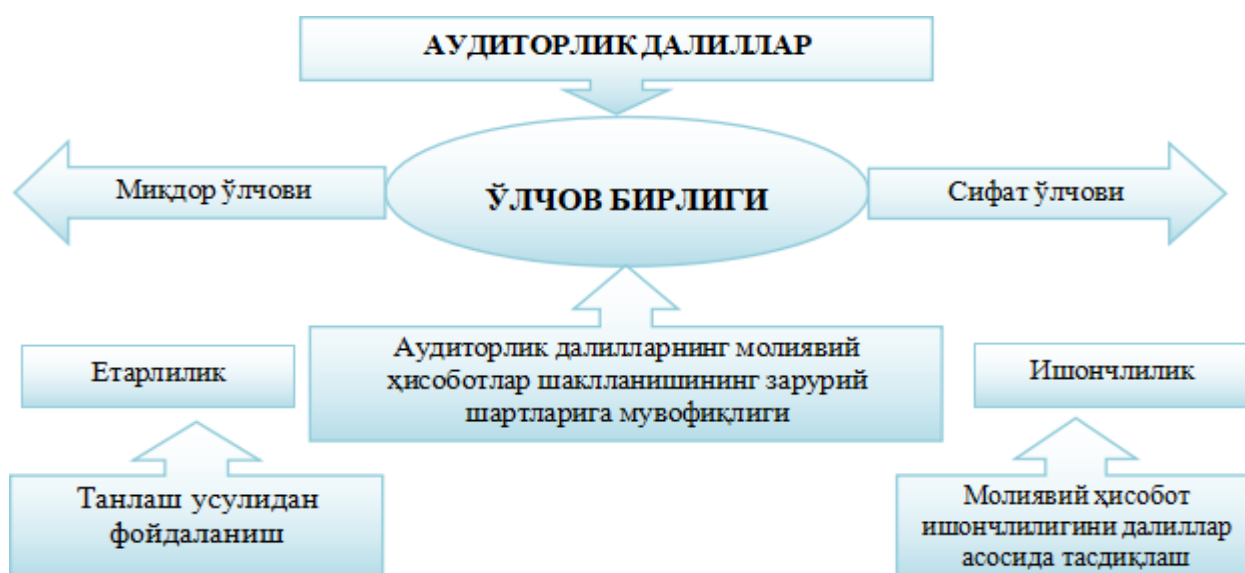 АУДИТОРЛИК ДАЛИЛЛАР
Миқдор ўлчови
ЎЛЧОВ БИРЛИГИ
Сифат ўлчови
Етарлилик
Аудиторлик далилларнинг молиявий
ҳисоботлар шаклланишининг зарурий
шартларига мувофиқлиги
Ишончлилик
Танлаш усулидан
фойдаланиш
Молиявий ҳисобот
ишончлилигини далиллар
асосида тасдиқлаш